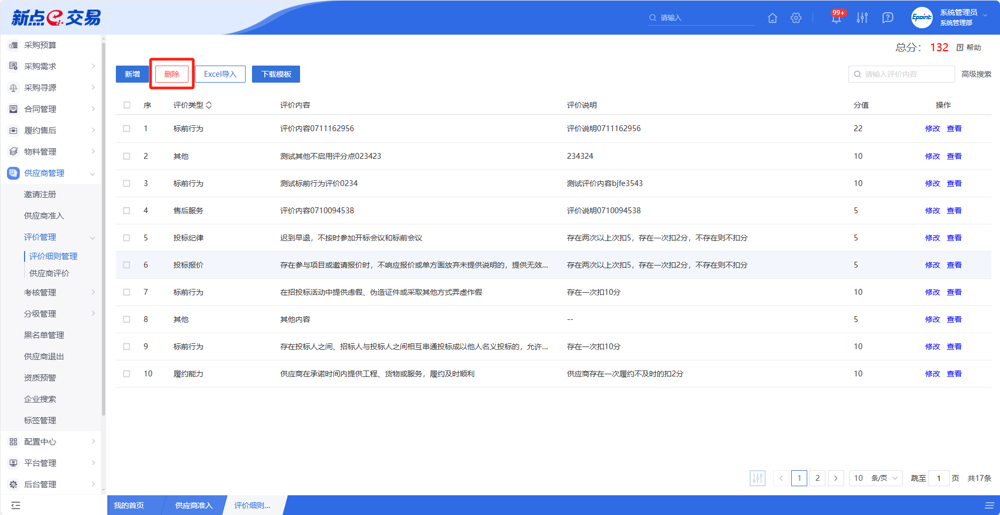 新点e交易
请输入
99+
Epoint
系统管理员
系统管理部
采购预算
采购需求
采购寻源
合同管理
履约售后
物料管理
供应商管理
邀请注册
供应商准入
评价管理
评价细则管理
供应商评价
考核管理
分级管理
黑名单管理
供应商退出
资质预警
企业搜索
标签管理
配置中心
平台管理
后台管理
总分： 132 帮助
新增 删除 Excel导入 下载模板 请输入评价内容 高级搜索
序 评价类型 评价内容 评价说明 分值 操作
1 标前行为 评价内容0711162956 评价说明0711162956 22 修改 查看
2 其他 测试其他不启用评分点023423 234324 10 修改 查看
3 标前行为 测试标前行为评价0234 测试评价内容bjfe3543 10 修改 查看
4 售后服务 评价内容0710094538 评价说明0710094538 5 修改 查看
5 投标纪律 迟到早退，不按时参加开标会议和标前会议 存在两次以上次扣5，存在一次扣2分，不存在则不扣分 5 修改 查看
6 投标报价 存在参与项目或邀请报价时，不响应报价或单方面放弃未提供说明的，提供无效... 存在两次以上次扣5，存在一次扣2分，不存在则不扣分 5 修改 查看
7 标前行为 在招投标活动中提供虚假、伪造证件或采取其他方式弄虚作假 存在一次扣10分 10 修改 查看
8 其他 其他内容 -- 5 修改 查看
9 标前行为 存在投标人之间、招标人与投标人之间相互串通投标成以他人名义投标的，允许... 存在一次扣10分 10 修改 查看
10 履约能力 供应商在承诺时间内提供工程、货物或服务，履约及时顺利 供应商存在一次履约不及时的扣2分 10 修改 查看
1 2 10 条/页 跳至 1 页 共17条
我的首页 供应商准入 评价细则...